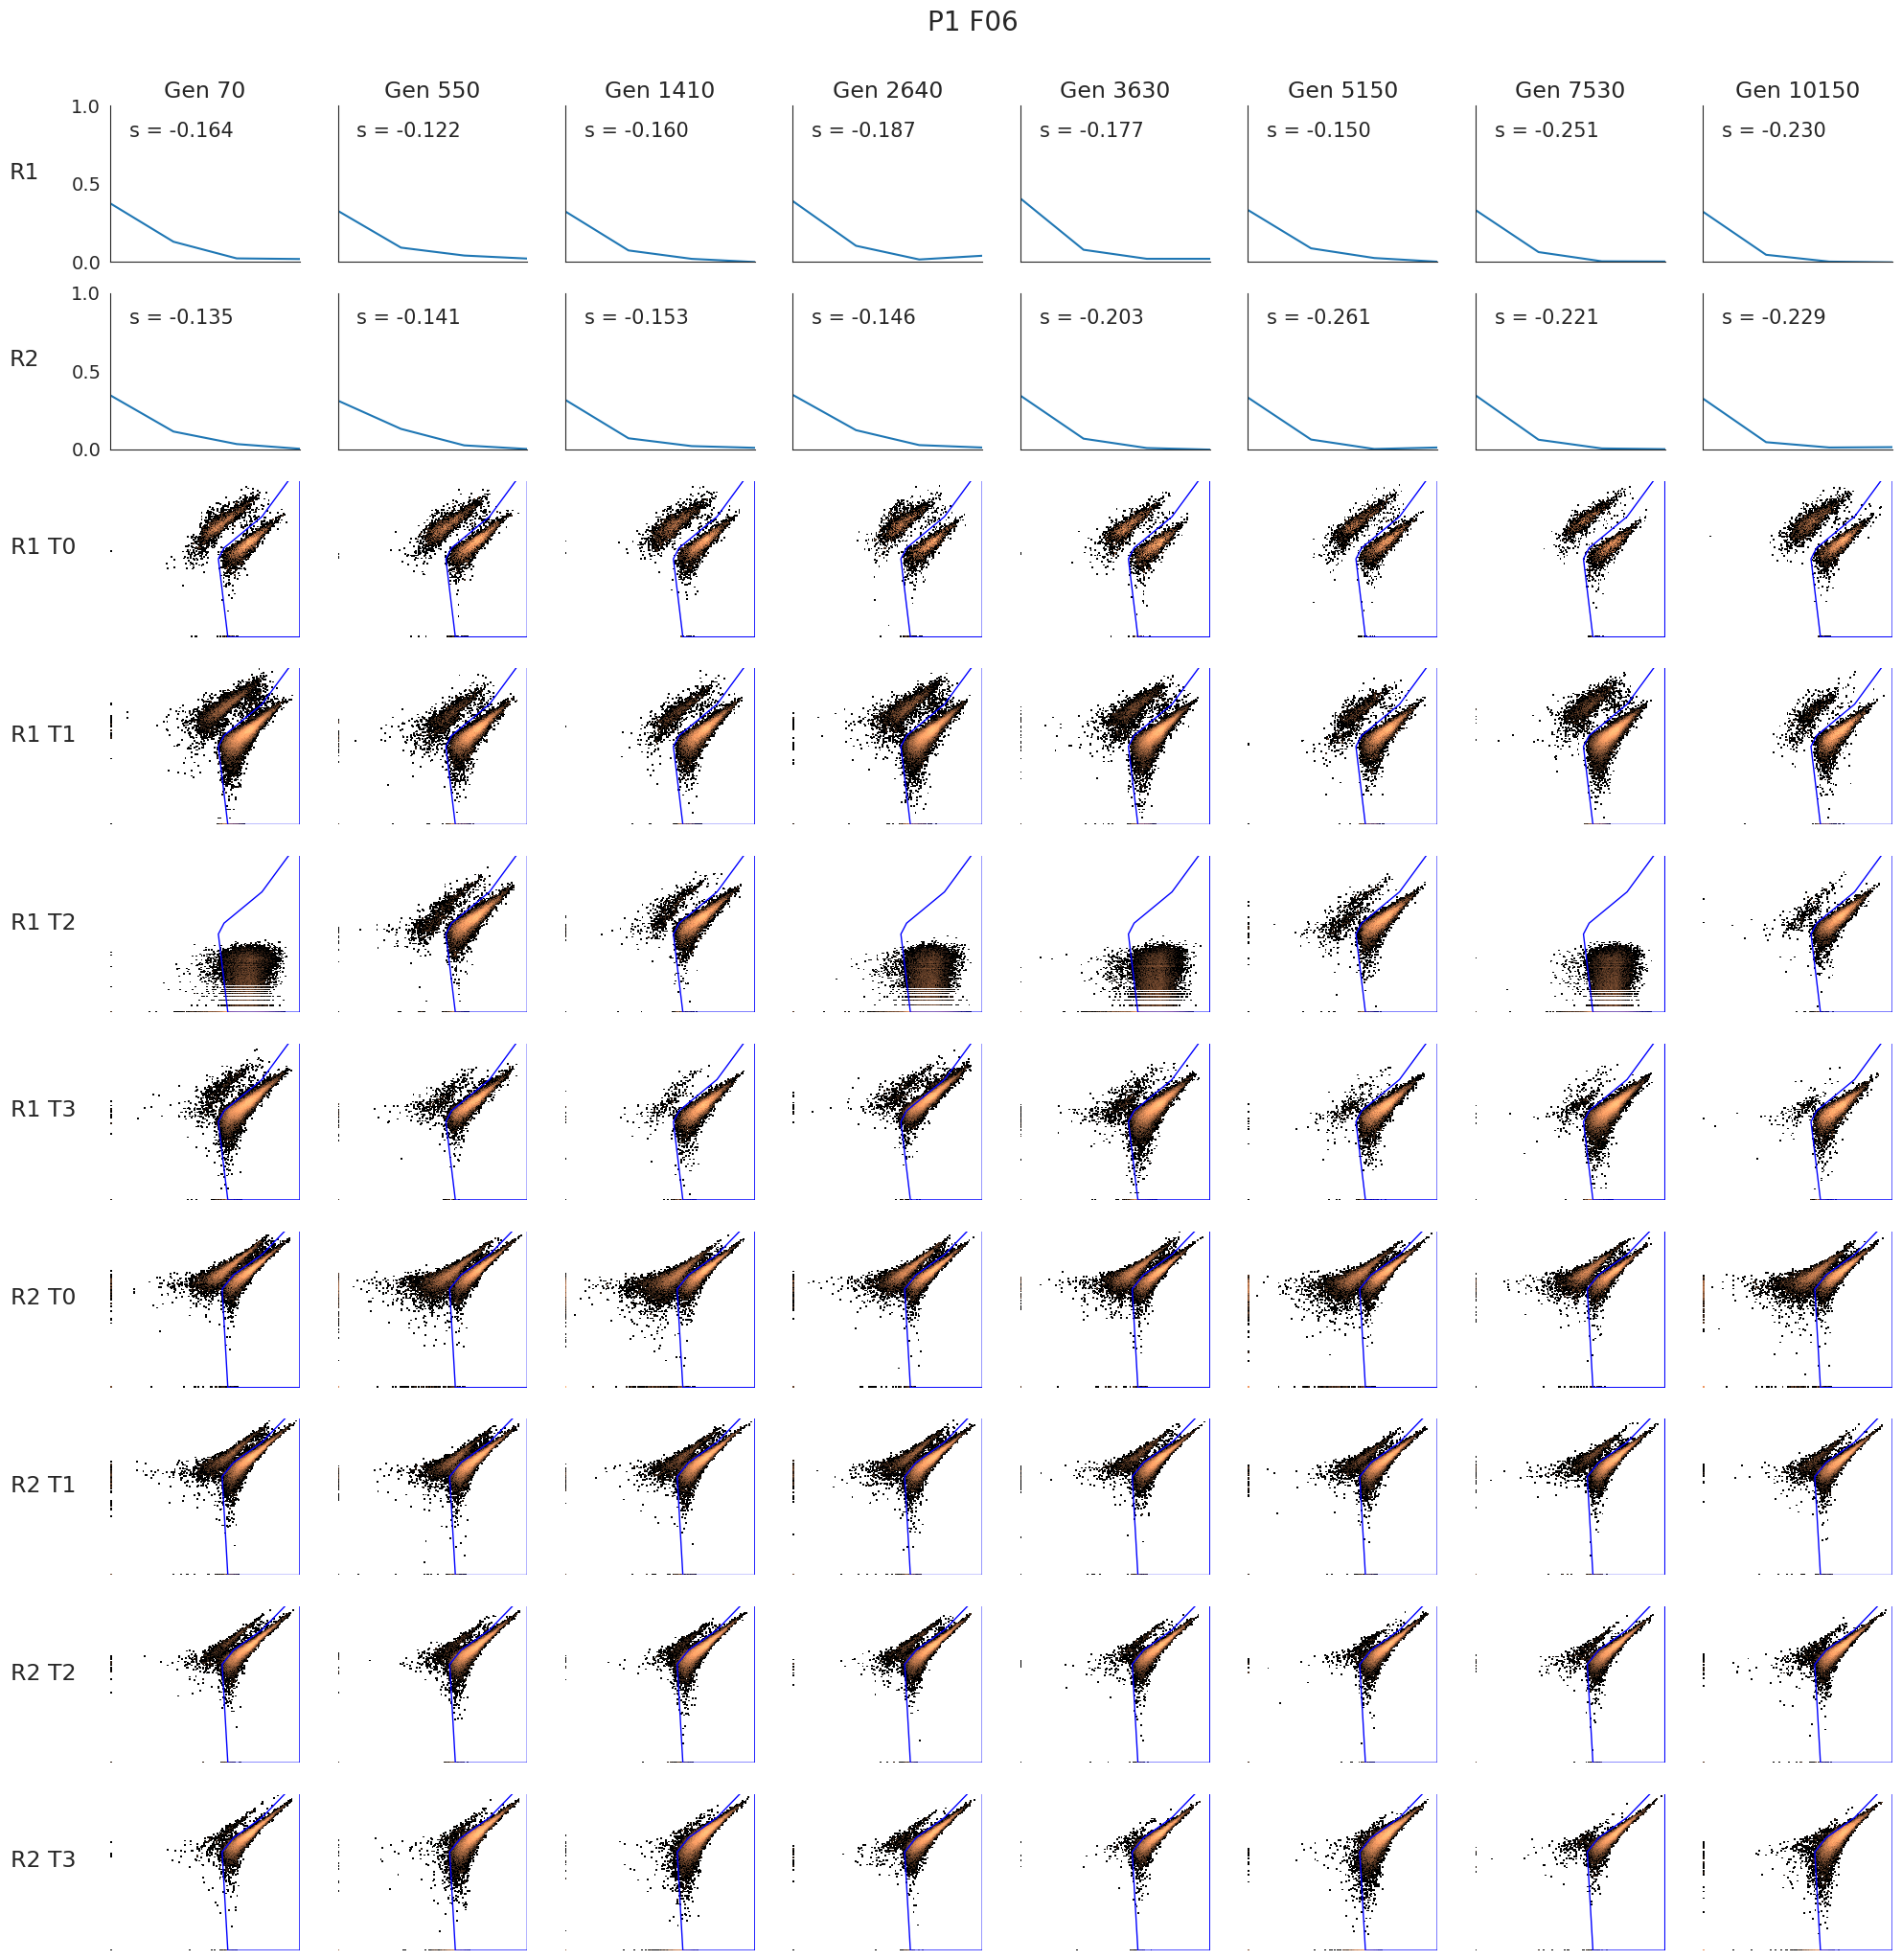 P1 F06
Gen 70 Gen 550 Gen 1410 Gen 2640 Gen 3630 Gen 5150 Gen 7530 Gen 10150
1.0
s = -0.164 s = -0.122 s = -0.160 s = -0.187 s = -0.177 s = -0.150 s = -0.251 s = -0.230
R1
0.5
0.0
1.0
s = -0.135 s = -0.141 s = -0.153 s = -0.146 s = -0.203 s = -0.261 s = -0.221 s = -0.229
R2
0.5
0.0
R1 T0
R1 T1
R1 T2
R1 T3
R2 T0
R2 T1
R2 T2
R2 T3